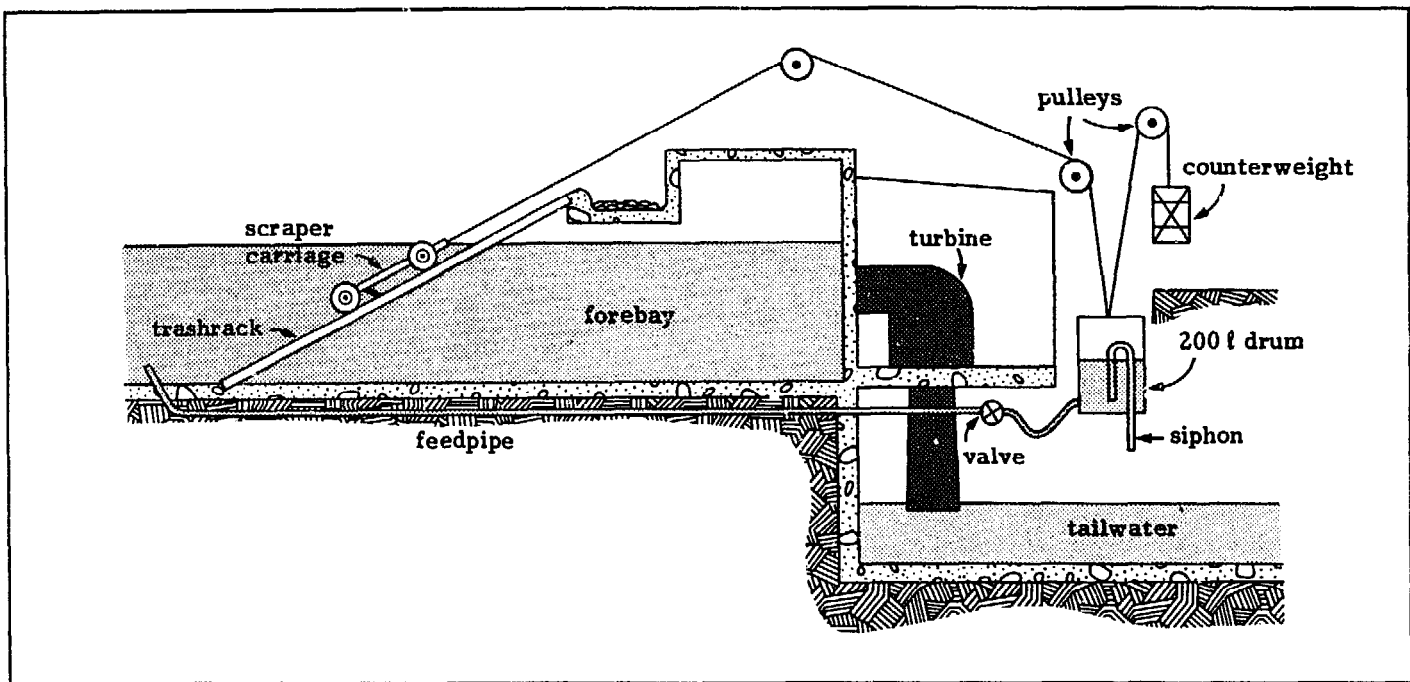 pulleys
counterweight
scraper
carriage
turbine
trashrack
forebay
200 ℓ drum
feedpipe
valve
siphon
tailwater